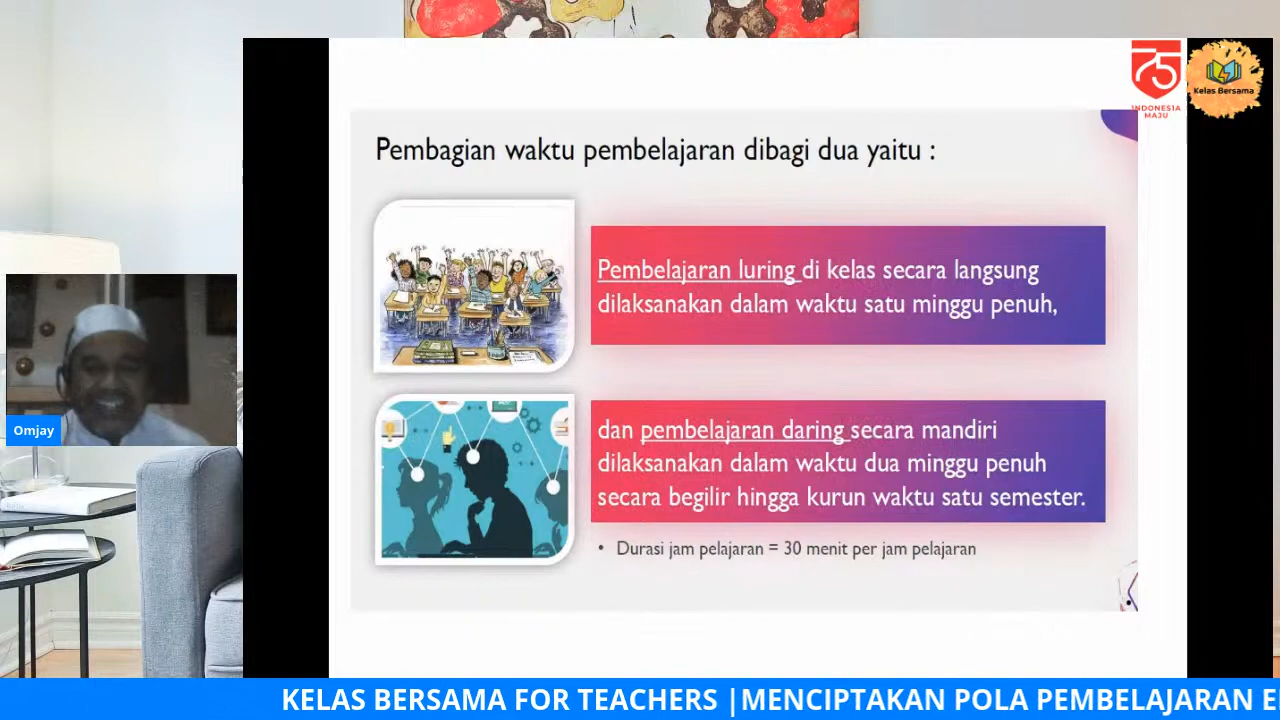 75
INDONESIA
MAJU
Kelas Bersama
Pembagian waktu pembelajaran dibagi dua yaitu :
Pembelajaran luring di kelas secara langsung
dilaksanakan dalam waktu satu minggu penuh,
dan pembelajaran daring secara mandiri
dilaksanakan dalam waktu dua minggu penuh
secara begilir hingga kurun waktu satu semester.
• Durasi jam pelajaran = 30 menit per jam pelajaran
Omjay
KELAS BERSAMA FOR TEACHERS |MENCIPTAKAN POLA PEMBELAJARAN